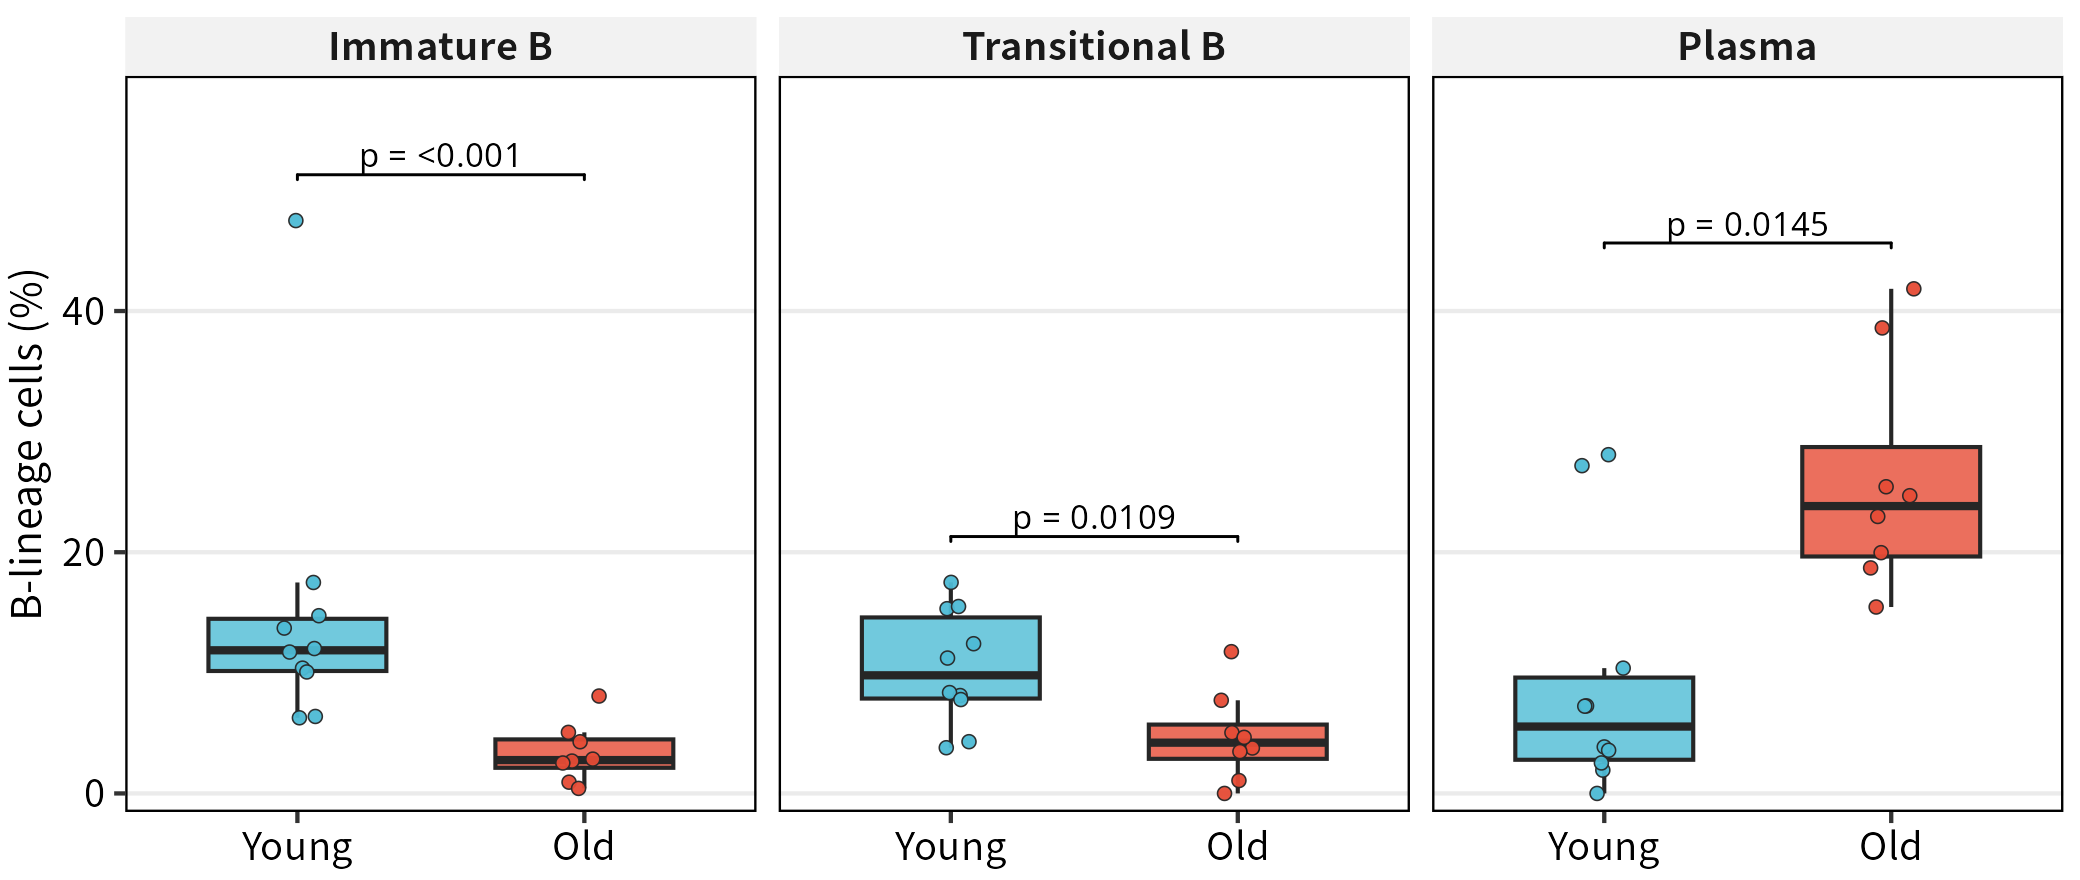 Immature B
Transitional B
Plasma
B-lineage cells (%)
40
20
0
p = <0.001
p = 0.0109
p = 0.0145
Young
Old
Young
Old
Young
Old